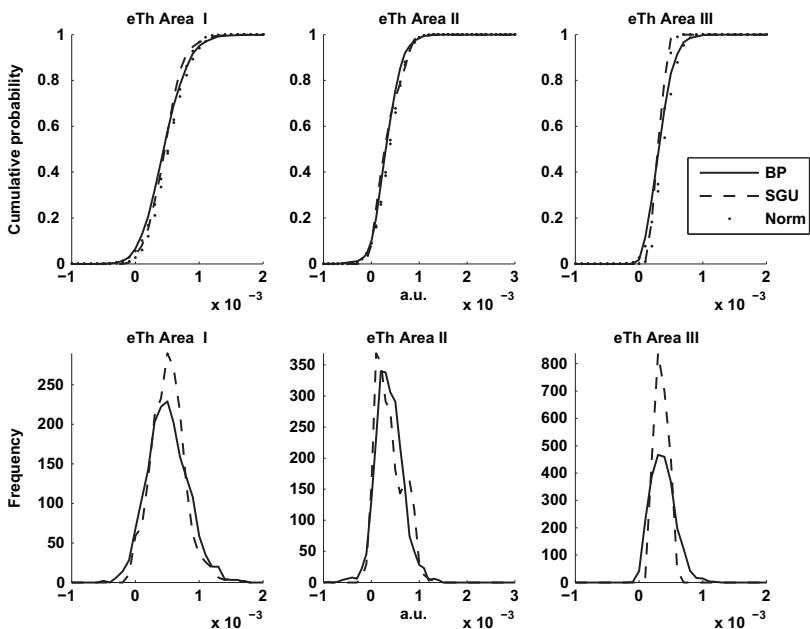 eTh Area I
eTh Area II
eTh Area III
Cumulative probability
1
0.8
0.6
0.4
0.2
0
−1 0 1 2
x 10 −3
1
0.8
0.6
0.4
0.2
0
−1 0 1 2 3
a.u.
x 10 −3
1
0.8
0.6
0.4
0.2
0
−1 0 1 2
x 10 −3
BP
SGU
Norm
eTh Area I
eTh Area II
eTh Area III
Frequency
250
200
150
100
50
0
−1 0 1 2
x 10 −3
350
300
250
200
150
100
50
0
−1 0 1 2 3
a.u.
x 10 −3
800
700
600
500
400
300
200
100
0
−1 0 1 2
x 10 −3